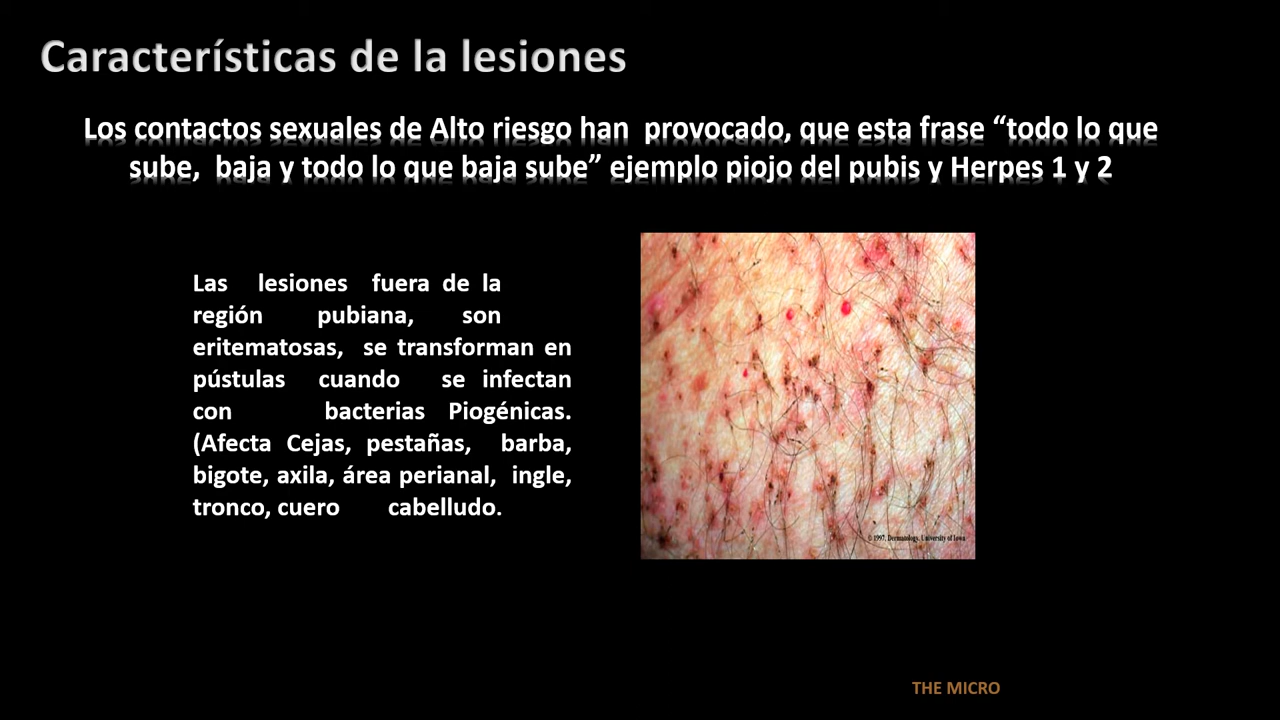 Características de la lesiones
Los contactos sexuales de Alto riesgo han provocado, que esta frase “todo lo que
sube, baja y todo lo que baja sube” ejemplo piojo del pubis y Herpes 1 y 2
Las lesiones fuera de la
región pubiana, son
eritematosas, se transforman en
pústulas cuando se infectan
con bacterias Piogénicas.
(Afecta Cejas, pestañas, barba,
bigote, axila, área perianal, ingle,
tronco, cuero cabelludo.
© 1997, Dermatology, University of Iowa
THE MICRO